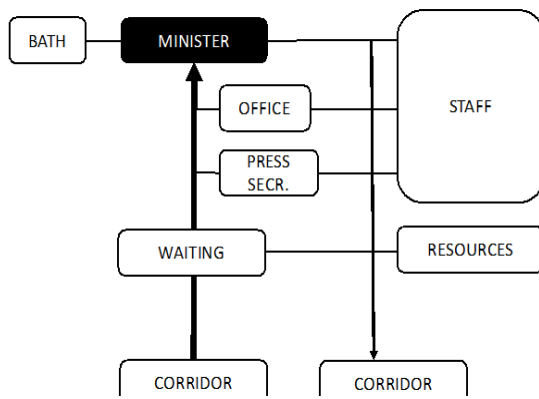 BATH
MINISTER
STAFF
OFFICE
PRESS
SECR.
WAITING
RESOURCES
CORRIDOR
CORRIDOR